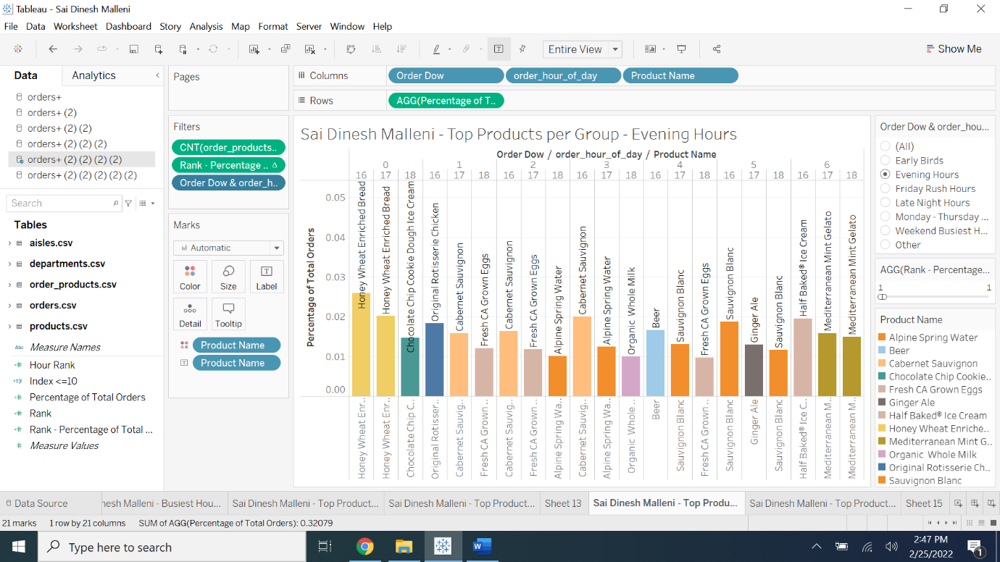 Tableau - Sai Dinesh Malleni
File Data Worksheet Dashboard Story Analysis Map Format Server Window Help
Entire View
Show Me
Data Analytics
orders+
orders+ (2)
orders+ (2) (2)
orders+ (2) (2) (2)
orders+ (2) (2) (2) (2)
orders+ (2) (2) (2) (2) (2)
Search
Tables
aisles.csv
departments.csv
order_products.csv
orders.csv
products.csv
Abc Measure Names
Hour Rank
Index <=10
Percentage of Total Orders
Rank
Rank - Percentage of Total ...
Measure Values
Pages
Filters
CNT(order_products..
Rank - Percentage .. Δ
Order Dow & order_h..
Marks
Automatic
Color Size Label
Detail Tooltip
Product Name
Product Name
Columns Order Dow order_hour_of_day Product Name
Rows AGG(Percentage of T..
Sai Dinesh Malleni - Top Products per Group - Evening Hours
Order Dow / order_hour_of_day / Product Name
0 1 2 3 4 5 6
16 17 18 16 17 18 16 17 18 16 17 18 16 17 18 16 17 18 16 17 18
Percentage of Total Orders
0.05
0.04
0.03
0.02
0.01
0.00
Honey Wheat Enriched Bread
Honey Wheat Enriched Bread
Chocolate Chip Cookie Dough Ice Cream
Original Rotisserie Chicken
Cabernet Sauvignon
Fresh CA Grown Eggs
Cabernet Sauvignon
Fresh CA Grown Eggs
Alpine Spring Water
Cabernet Sauvignon
Alpine Spring Water
Organic Whole Milk
Beer
Sauvignon Blanc
Fresh CA Grown Eggs
Sauvignon Blanc
Ginger Ale
Sauvignon Blanc
Half Baked® Ice Cream
Mediterranean Mint Gelato
Mediterranean Mint Gelato
Honey Wheat Enr..
Honey Wheat Enr..
Chocolate Chip C..
Original Rotisser..
Cabernet Sauvig..
Fresh CA Grown ..
Cabernet Sauvig..
Fresh CA Grown ..
Alpine Spring Wa..
Cabernet Sauvig..
Alpine Spring Wa..
Organic Whole ..
Beer
Sauvignon Blanc
Fresh CA Grown ..
Sauvignon Blanc
Ginger Ale
Sauvignon Blanc
Half Baked® Ice C..
Mediterranean M..
Mediterranean M..
Order Dow & order_hou...
(All)
Early Birds
Evening Hours
Friday Rush Hours
Late Night Hours
Monday - Thursday ...
Weekend Busiest H...
Other
AGG(Rank - Percentage...
1 1
Product Name
Alpine Spring Water
Beer
Cabernet Sauvignon
Chocolate Chip Cookie..
Fresh CA Grown Eggs
Ginger Ale
Half Baked® Ice Cream
Honey Wheat Enriche..
Mediterranean Mint G..
Organic Whole Milk
Original Rotisserie Ch..
Sauvignon Blanc
Data Source
nesh Malleni - Busiest Hou...
Sai Dinesh Malleni - Top Product...
Sai Dinesh Malleni - Top Product...
Sheet 13
Sai Dinesh Malleni - Top Produ...
Sai Dinesh Malleni - Top Product...
Sheet 15
21 marks 1 row by 21 columns SUM of AGG(Percentage of Total Orders): 0.32079
Type here to search
2:47 PM
2/25/2022
1